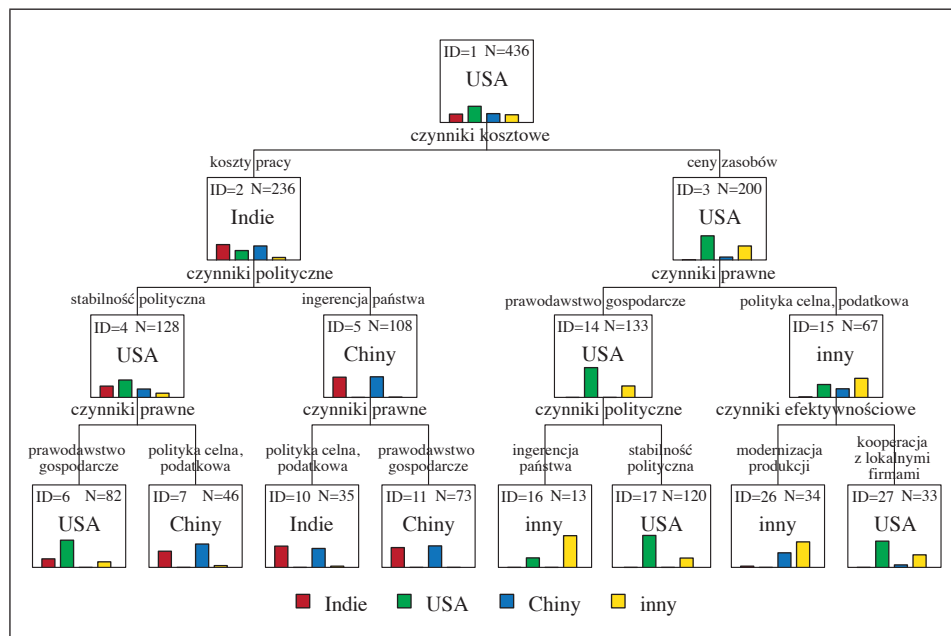 ID=1 N=436
USA
czynniki kosztowe
koszty pracy
ceny zasobów
ID=2 N=236
Indie
czynniki polityczne
ID=3 N=200
USA
czynniki prawne
stabilność polityczna
ingerencja państwa
prawodawstwo gospodarcze
polityka celna, podatkowa
ID=4 N=128
USA
czynniki prawne
ID=5 N=108
Chiny
czynniki prawne
ID=14 N=133
USA
czynniki polityczne
ID=15 N=67
inny
czynniki efektywnościowe
prawodawstwo
gospodarcze
polityka celna,
podatkowa
polityka celna,
podatkowa
prawodawstwo
gospodarcze
ingerencja
państwa
stabilność
polityczna
modernizacja
produkcji
kooperacja
z lokalnymi
firmami
ID=6 N=82
USA
ID=7 N=46
Chiny
ID=10 N=35
Indie
ID=11 N=73
Chiny
ID=16 N=13
inny
ID=17 N=120
USA
ID=26 N=34
inny
ID=27 N=33
USA
Indie USA Chiny inny